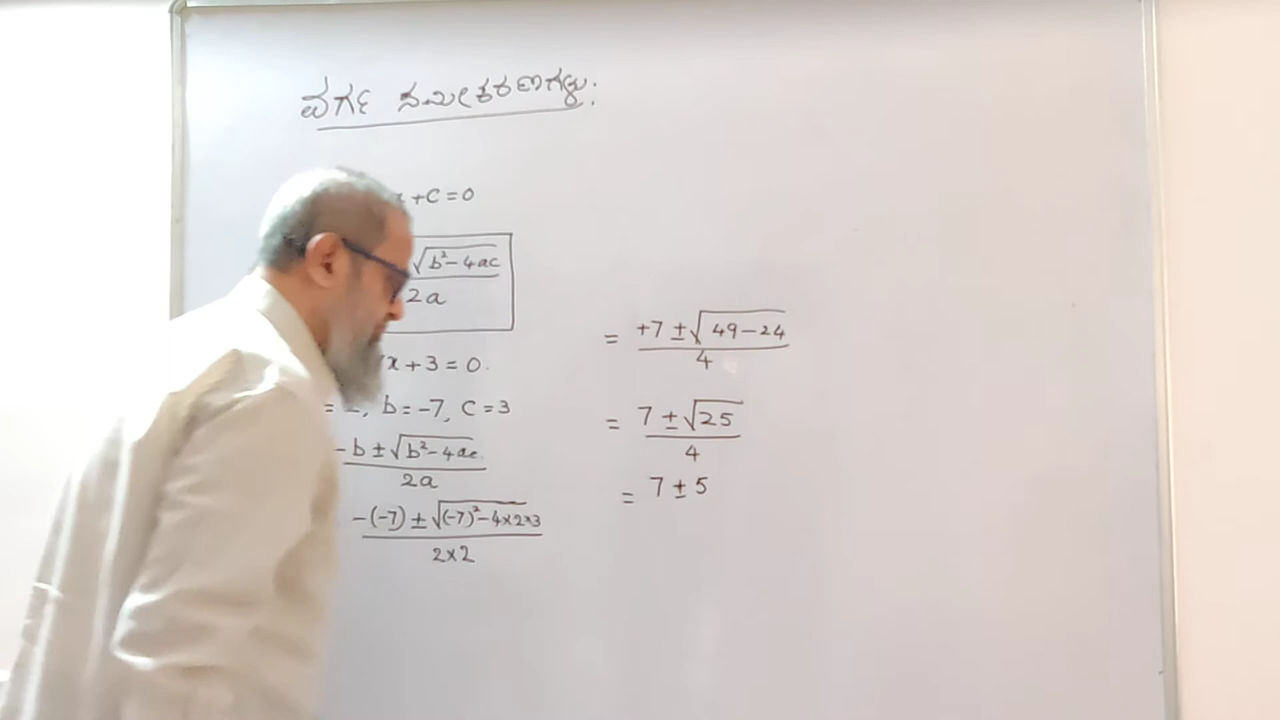 ವರ್ಗ ಸಮೀಕರಣಗಳು:
+C=0
√b²-4ac
2a
x+3=0.
b=-7, C=3
-b±√b²-4ac
2a
-(-7)±√(-7)²-4×2×3
2×2
= +7±√49-24
4
= 7±√25
4
= 7±5